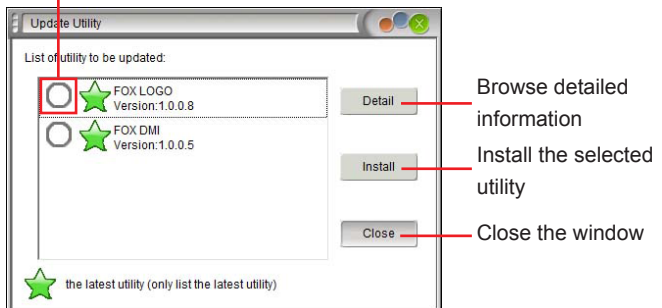 Update Utility
List of utility to be updated:
FOX LOGO
Version:1.0.0.8
Detail
FOX DMI
Version:1.0.0.5
Install
Close
the latest utility (only list the latest utility)
Browse detailed
information
Install the selected
utility
Close the window